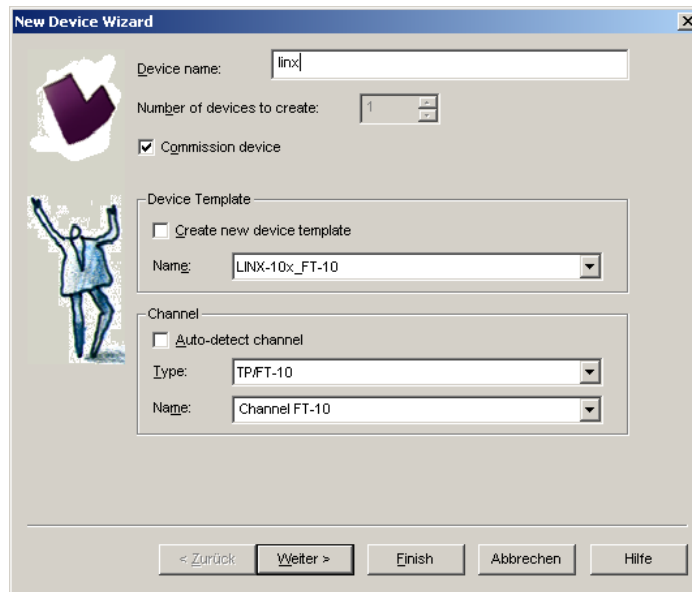 New Device Wizard
Device name: linx
Number of devices to create: 1
Commission device
Device Template
Create new device template
Name: LINX-10x_FT-10
Channel
Auto-detect channel
Type: TP/FT-10
Name: Channel FT-10
< Zurück Weiter > Finish Abbrechen Hilfe